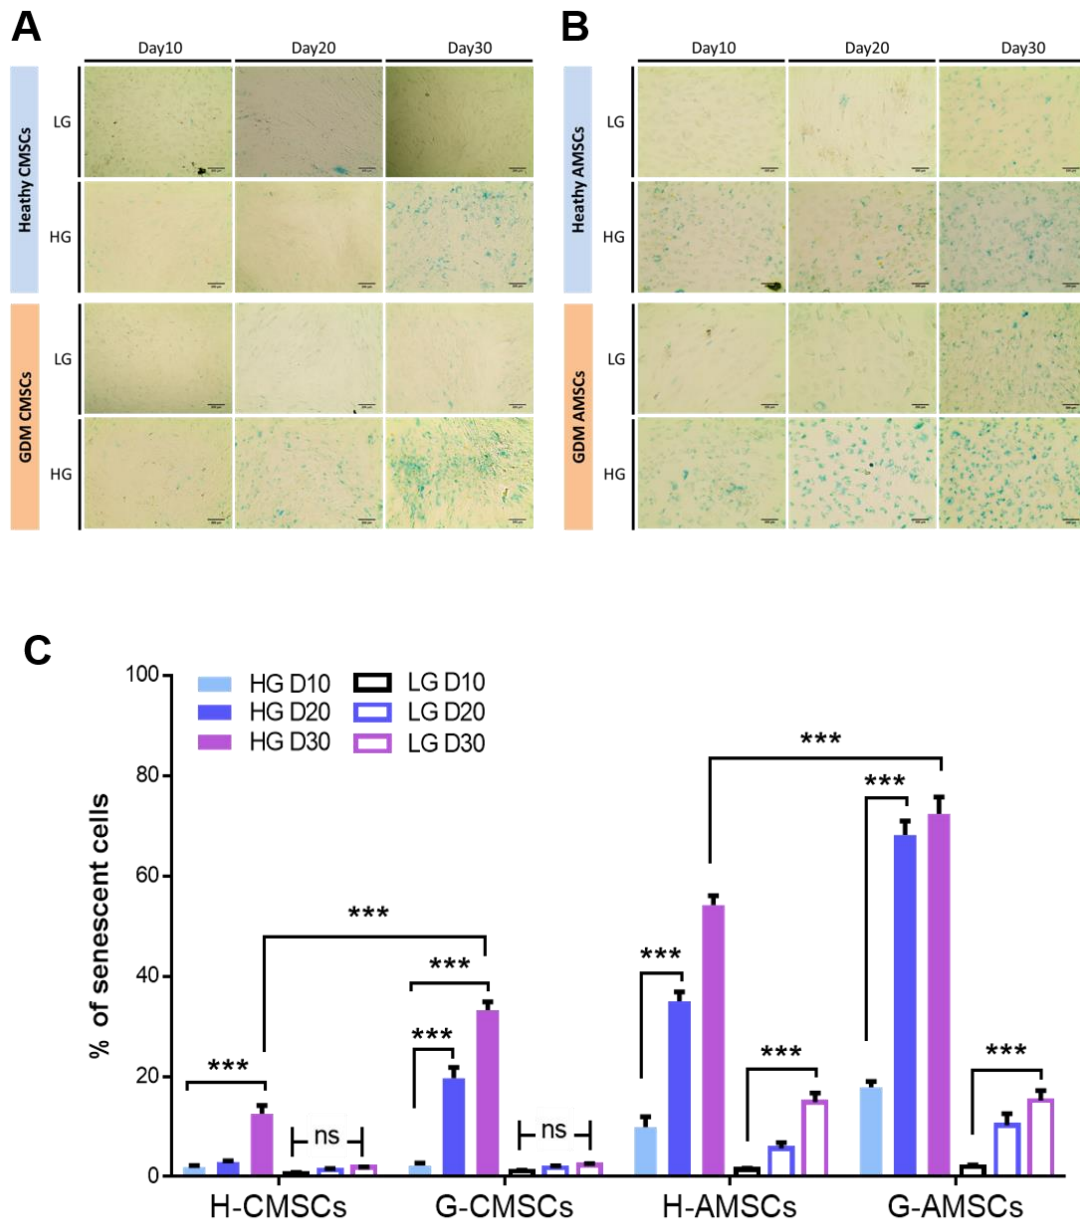 A
Day10 Day20 Day30
Heathy CMSCs
LG
HG
GDM CMSCs
LG
HG
B
Day10 Day20 Day30
Heathy AMSCs
LG
HG
GDM AMSCs
LG
HG
C
% of senescent cells
100
80
60
40
20
0
HG D10 LG D10
HG D20 LG D20
HG D30 LG D30
***
ns
***
***
***
ns
***
***
***
***
***
H-CMSCs G-CMSCs H-AMSCs G-AMSCs